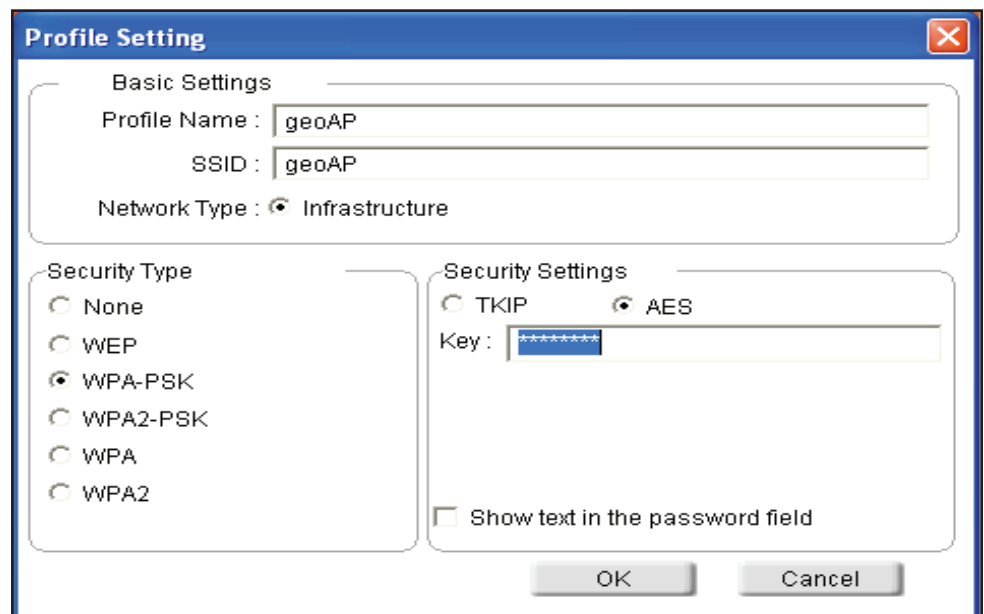 Profile Setting
Basic Settings
Profile Name : geoAP
SSID : geoAP
Network Type : Infrastructure
Security Type
None
WEP
WPA-PSK
WPA2-PSK
WPA
WPA2
Security Settings
TKIP AES
Key : ********
Show text in the password field
OK Cancel